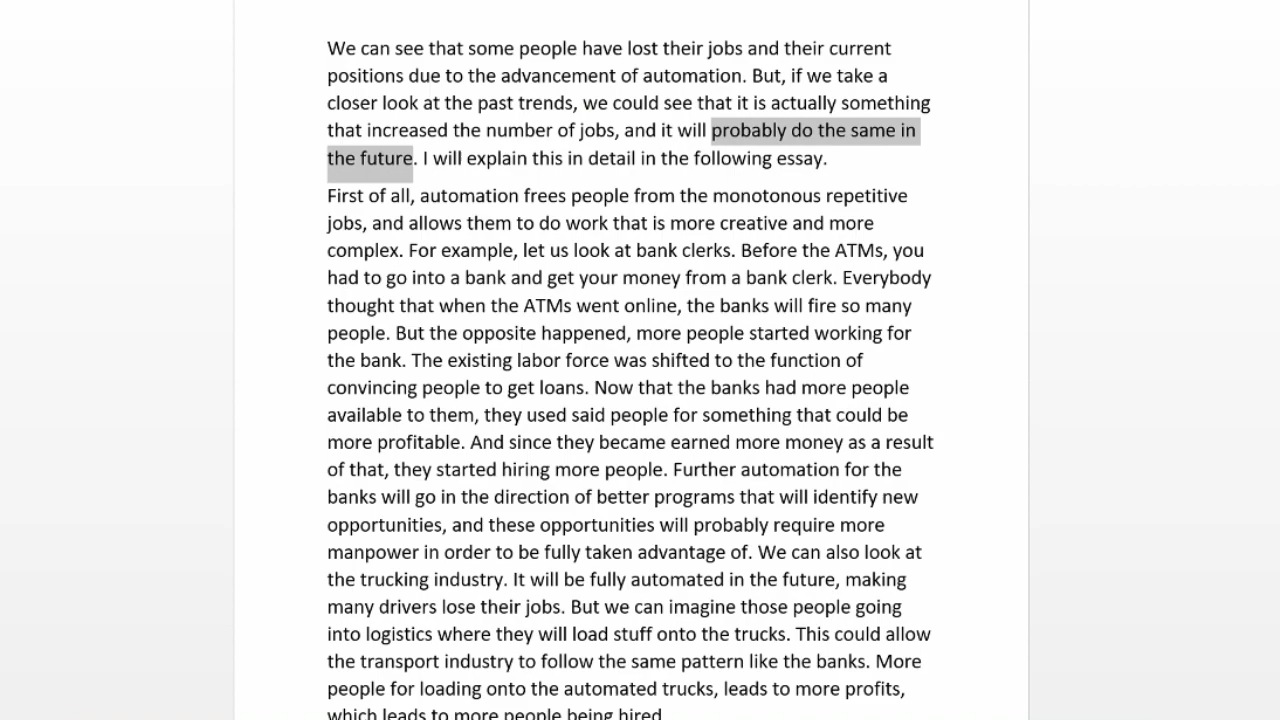 We can see that some people have lost their jobs and their current
positions due to the advancement of automation. But, if we take a
closer look at the past trends, we could see that it is actually something
that increased the number of jobs, and it will probably do the same in
the future. I will explain this in detail in the following essay.
First of all, automation frees people from the monotonous repetitive
jobs, and allows them to do work that is more creative and more
complex. For example, let us look at bank clerks. Before the ATMs, you
had to go into a bank and get your money from a bank clerk. Everybody
thought that when the ATMs went online, the banks will fire so many
people. But the opposite happened, more people started working for
the bank. The existing labor force was shifted to the function of
convincing people to get loans. Now that the banks had more people
available to them, they used said people for something that could be
more profitable. And since they became earned more money as a result
of that, they started hiring more people. Further automation for the
banks will go in the direction of better programs that will identify new
opportunities, and these opportunities will probably require more
manpower in order to be fully taken advantage of. We can also look at
the trucking industry. It will be fully automated in the future, making
many drivers lose their jobs. But we can imagine those people going
into logistics where they will load stuff onto the trucks. This could allow
the transport industry to follow the same pattern like the banks. More
people for loading onto the automated trucks, leads to more profits,
which leads to more people being hired